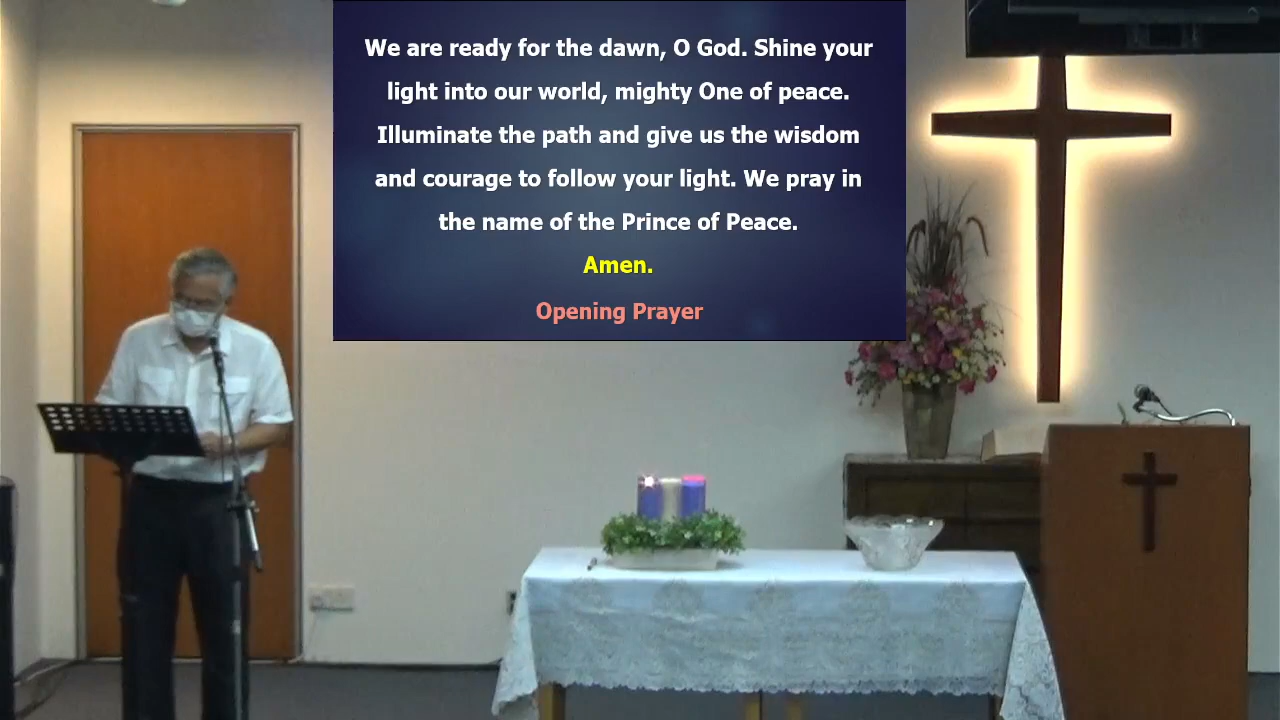 We are ready for the dawn, O God. Shine your
light into our world, mighty One of peace.
Illuminate the path and give us the wisdom
and courage to follow your light. We pray in
the name of the Prince of Peace.
Amen.
Opening Prayer